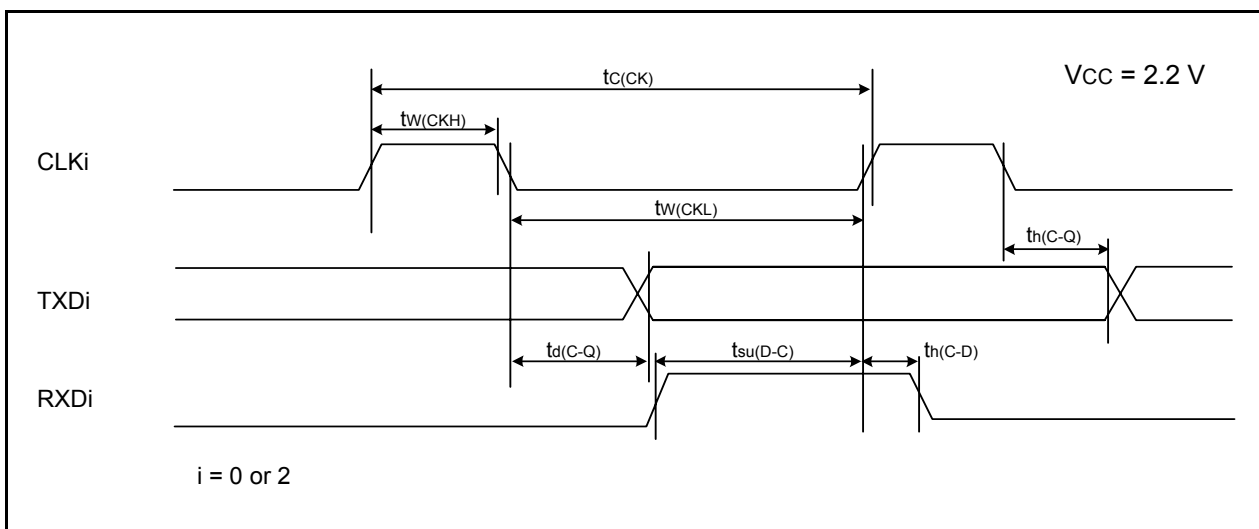 tC(CK)
VCC = 2.2 V
tW(CKH)
CLKi
tW(CKL)
th(C-Q)
TXDi
td(C-Q)
tsu(D-C)
th(C-D)
RXDi
i = 0 or 2